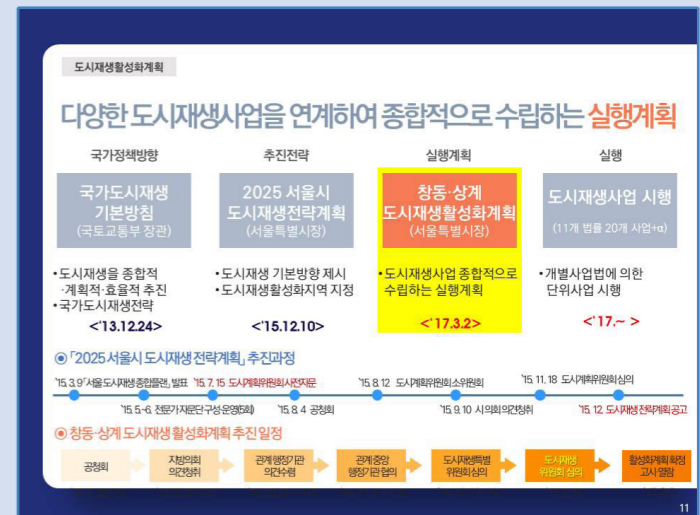 도시재생활성화계획
다양한 도시재생사업을 연계하여 종합적으로 수립하는 실행계획
국가정책방향
추진전략
실행계획
실행
국가도시재생
기본방침
(국토교통부 장관)
2025 서울시
도시재생전략계획
(서울특별시장)
창동·상계
도시재생활성화계획
(서울특별시장)
도시재생사업 시행
(11개 법률 20개 사업+α)
•도시재생을 종합적
·계획적·효율적 추진
•국가도시재생전략
•도시재생 기본방향 제시
•도시재생활성화지역 지정
•도시재생사업 종합적으로
수립하는 실행계획
•개별사업법에 의한
단위사업 시행
<'13.12.24>
<'15.12.10>
<'17.3.2>
<'17.~ >
「2025 서울시 도시재생 전략계획」 추진과정
'15. 3. 9 「서울 도시재생 종합플랜」 발표
'15. 7. 15 도시계획위원회 사전자문
'15. 8. 12 도시계획위원회 소위원회
'15. 11. 18 도시계획위원회 심의
'15. 5.~6. 전문가 자문단 구성·운영(5회)
'15. 8. 4 공청회
'15. 9. 10 시의회 의견청취
'15. 12. 도시재생 전략계획 공고
창동·상계 도시재생 활성화계획 추진 일정
공청회
지방의회
의견청취
관계 행정기관
의견수렴
관계 중앙
행정기관 협의
도시재생특별
위원회 심의
도시재생
위원회 심의
활성화계획 확정
고시 열람
11